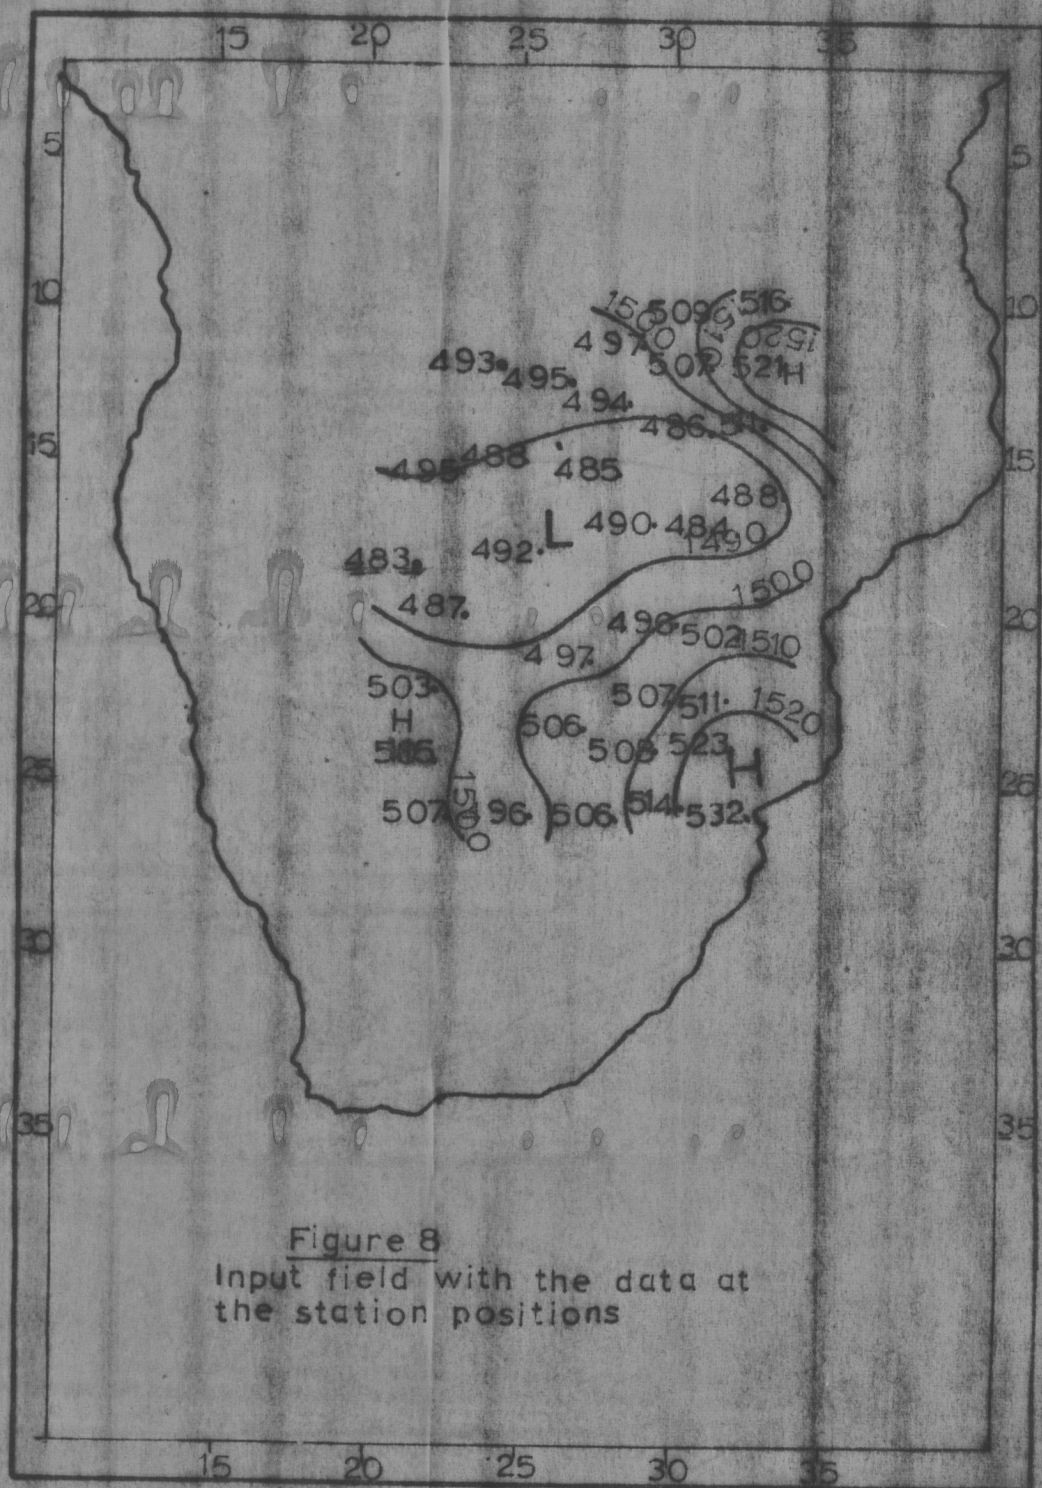 15 20 25 30 35
5 5
10 10
1500 509 1510 516
497 1520
493 495 507 521 H
494
486 511
15 488 15
495 485
488
L 490 484 1490
492
483
20 487 1500 20
498 502 1510
497
503 507 511 1520
H
506 508 523 H
25 25
1500
507 496 506 514 532
30 30
35 35
Figure 8
Input field with the data at
the station positions
15 20 25 30 35